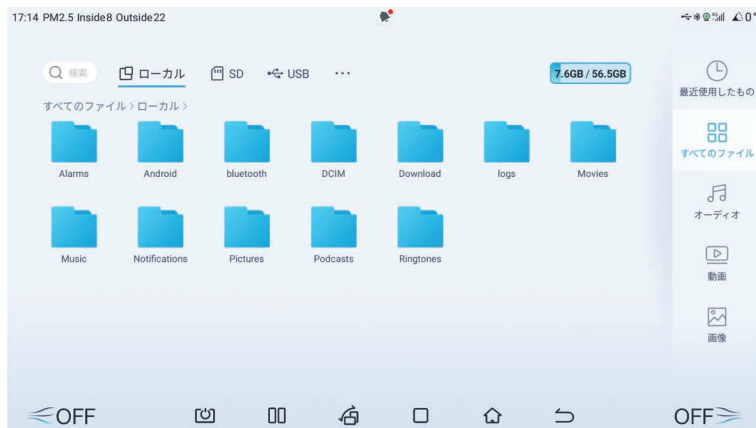 17:14 PM2.5 Inside8 Outside22
検索 ローカル SD USB ··· 7.6GB / 56.5GB
すべてのファイル > ローカル >
Alarms Android bluetooth DCIM Download logs Movies
Music Notifications Pictures Podcasts Ringtones
最近使用したもの
すべてのファイル
オーディオ
動画
画像
OFF OFF